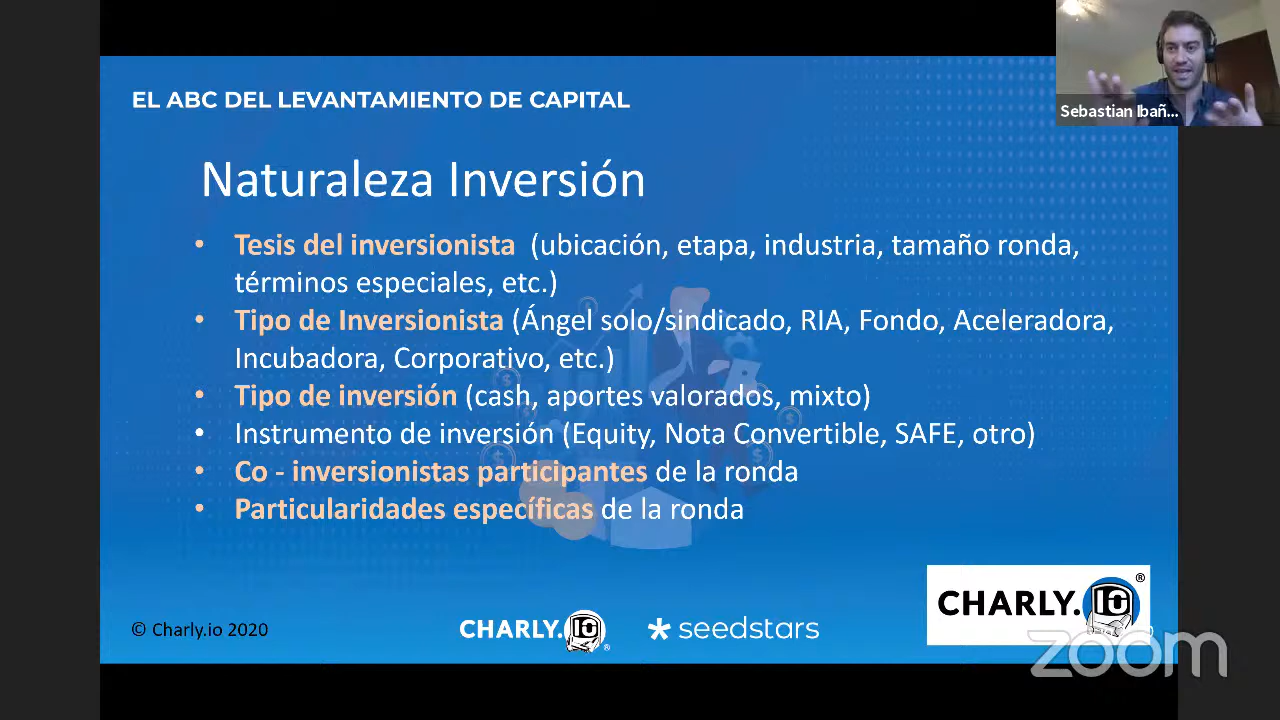 EL ABC DEL LEVANTAMIENTO DE CAPITAL
Sebastian Ibañ...
Naturaleza Inversión
• Tesis del inversionista (ubicación, etapa, industria, tamaño ronda,
términos especiales, etc.)
• Tipo de Inversionista (Ángel solo/sindicado, RIA, Fondo, Aceleradora,
Incubadora, Corporativo, etc.)
• Tipo de inversión (cash, aportes valorados, mixto)
• Instrumento de inversión (Equity, Nota Convertible, SAFE, otro)
• Co - inversionistas participantes de la ronda
• Particularidades específicas de la ronda
CHARLY.IO®
© Charly.io 2020
CHARLY.IO®
seedstars
zoom